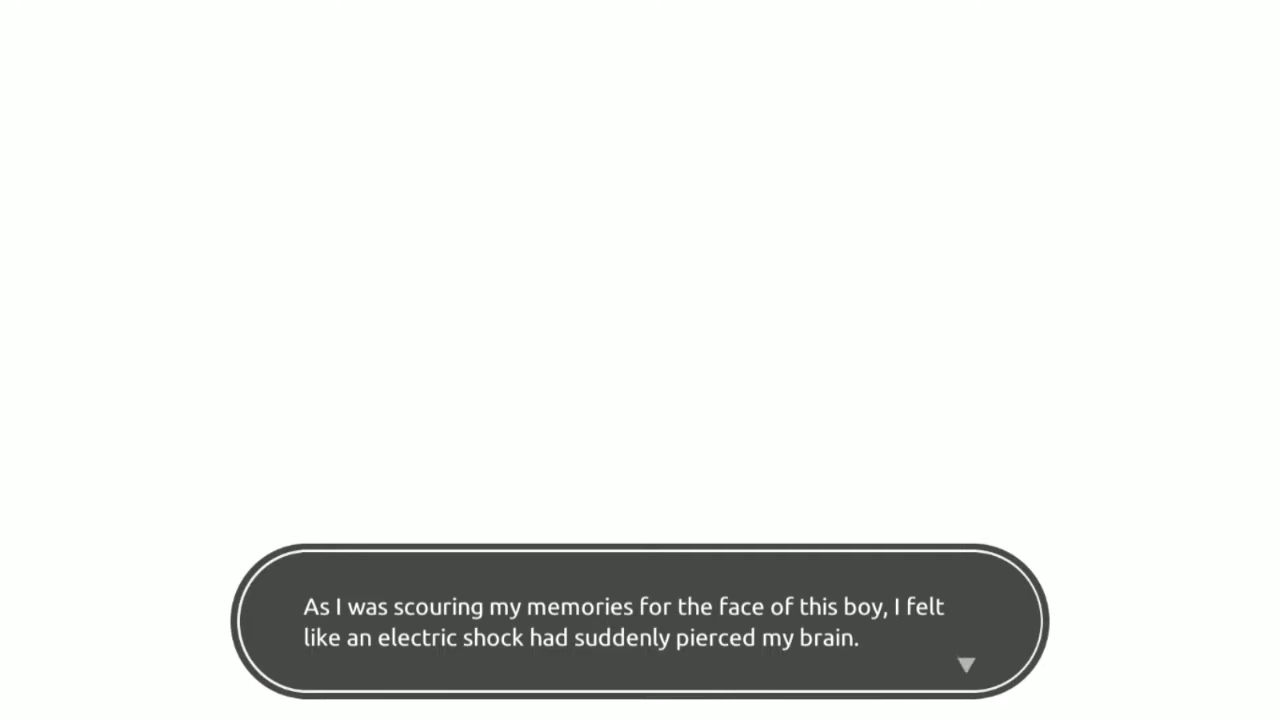 As I was scouring my memories for the face of this boy, I felt
like an electric shock had suddenly pierced my brain.